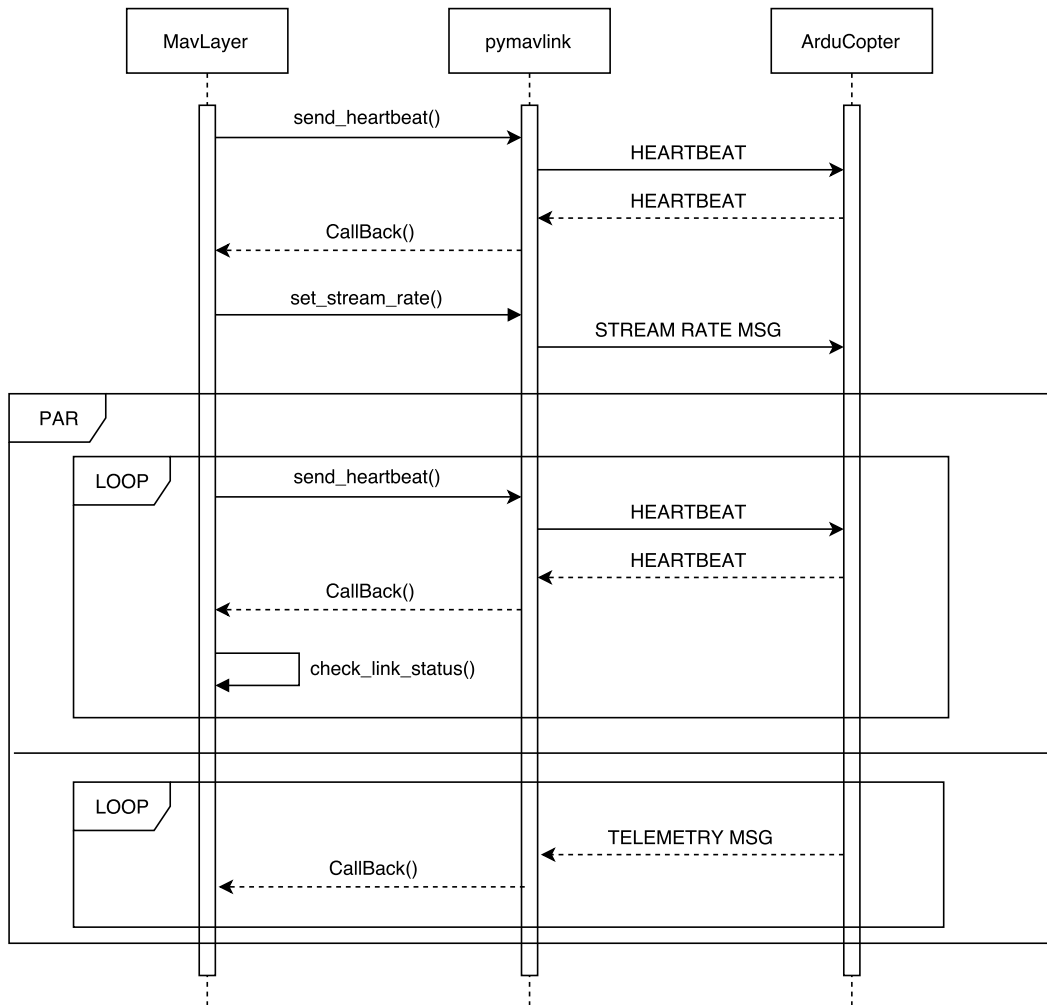 MavLayer
pymavlink
ArduCopter
send_heartbeat()
HEARTBEAT
HEARTBEAT
CallBack()
set_stream_rate()
STREAM RATE MSG
PAR
LOOP
send_heartbeat()
HEARTBEAT
HEARTBEAT
CallBack()
check_link_status()
LOOP
TELEMETRY MSG
CallBack()